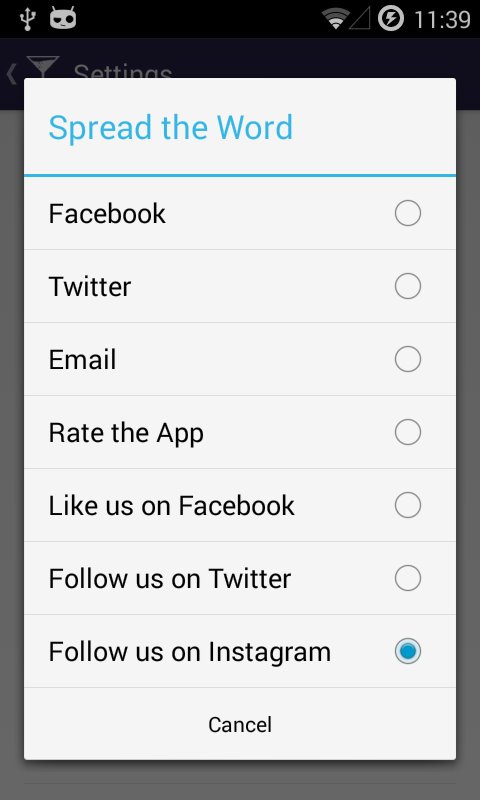 11:39
Settings
Spread the Word
Facebook
Twitter
Email
Rate the App
Like us on Facebook
Follow us on Twitter
Follow us on Instagram
Cancel